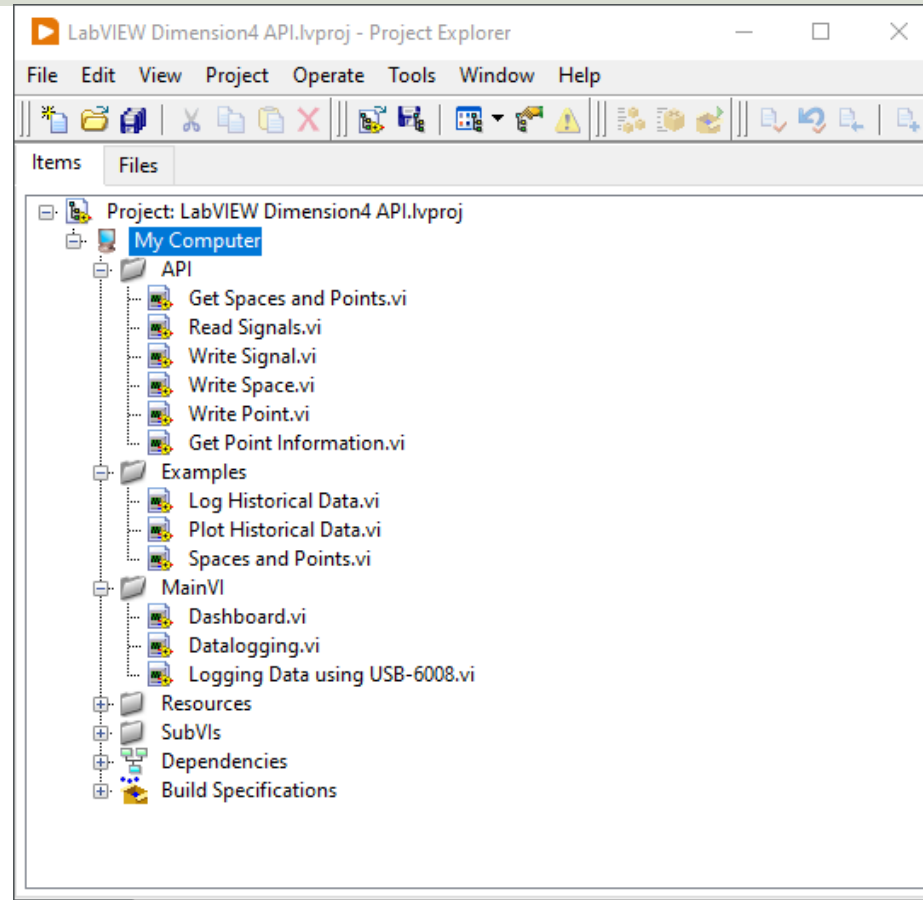 LabVIEW Dimension4 API.lvproj - Project Explorer
File Edit View Project Operate Tools Window Help
Items Files
Project: LabVIEW Dimension4 API.lvproj
My Computer
API
Get Spaces and Points.vi
Read Signals.vi
Write Signal.vi
Write Space.vi
Write Point.vi
Get Point Information.vi
Examples
Log Historical Data.vi
Plot Historical Data.vi
Spaces and Points.vi
MainVI
Dashboard.vi
Datalogging.vi
Logging Data using USB-6008.vi
Resources
SubVIs
Dependencies
Build Specifications